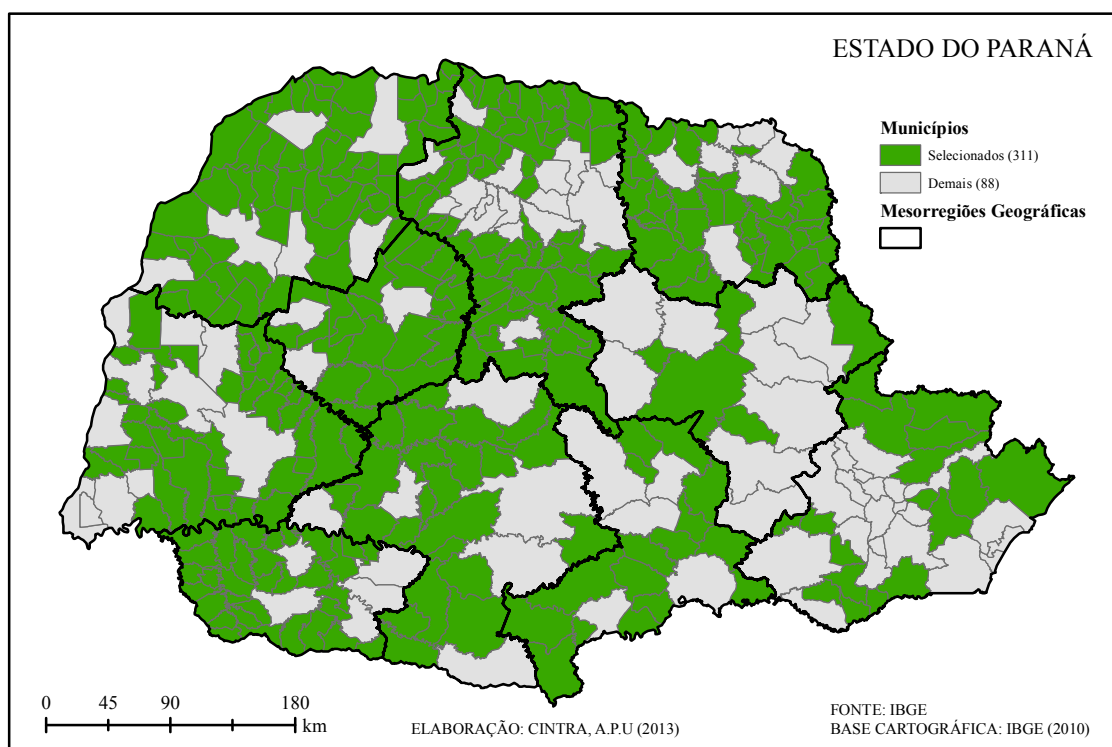 ESTADO DO PARANÁ
Municípios
Selecionados (311)
Demais (88)
Mesorregiões Geográficas
0 45 90 180
km
ELABORAÇÃO: CINTRA, A.P.U (2013)
FONTE: IBGE
BASE CARTOGRÁFICA: IBGE (2010)